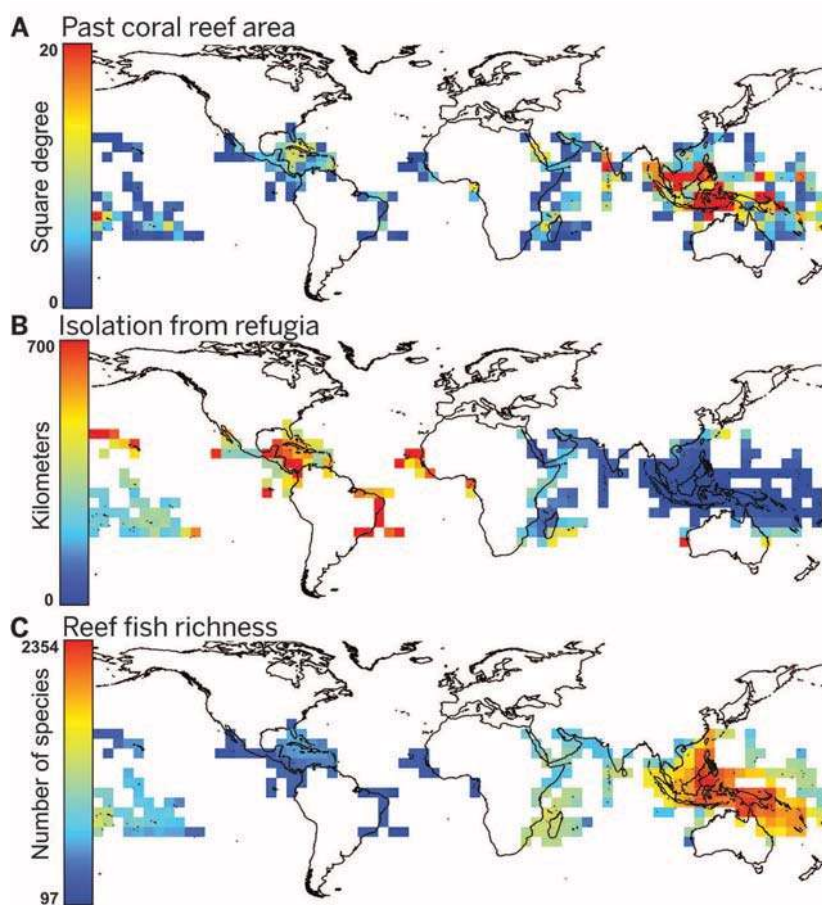 A Past coral reef area
20
Square degree
0
B Isolation from refugia
700
Kilometers
0
C Reef fish richness
2354
Number of species
97